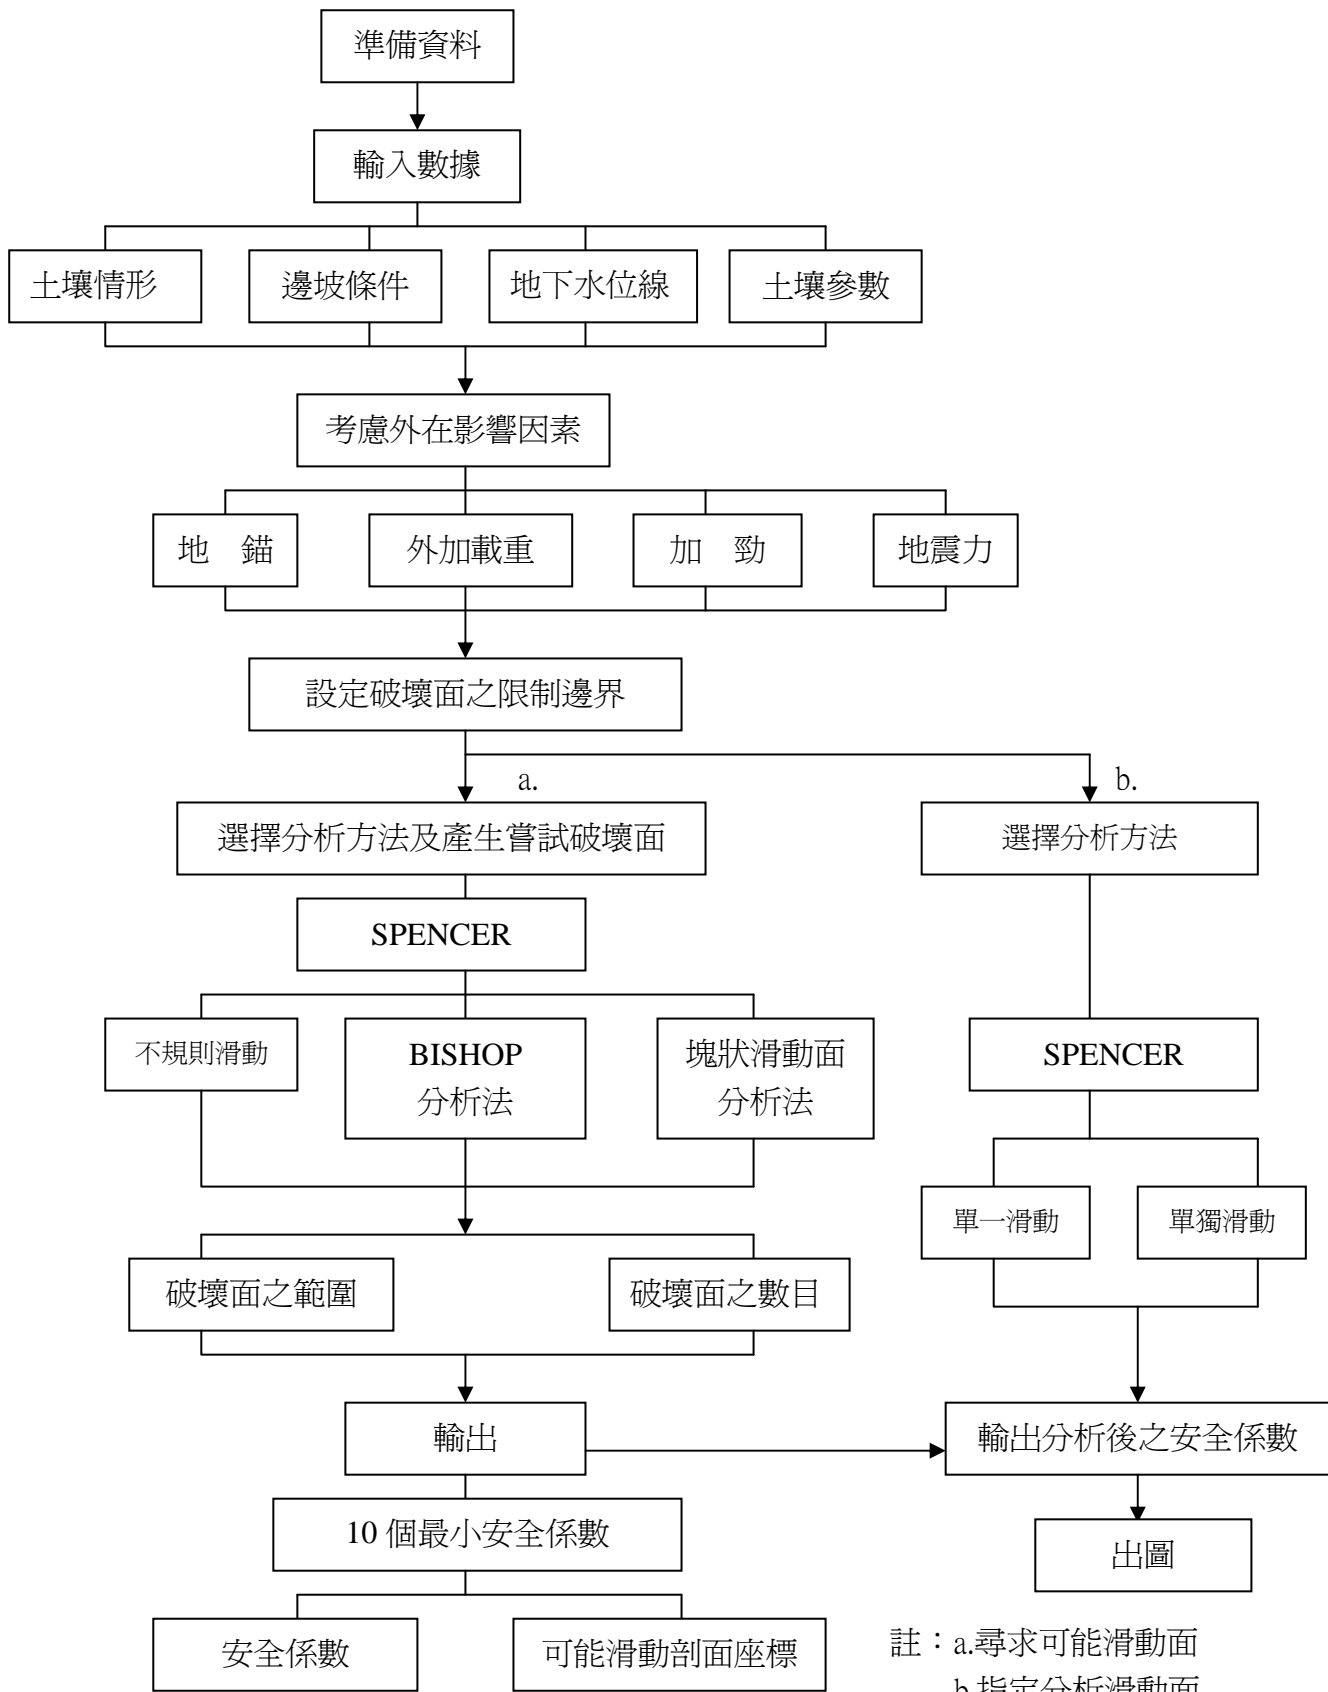 準備資料
輸入數據
土壤情形
邊坡條件
地下水位線
土壤參數
考慮外在影響因素
地 錨
外加載重
加 勁
地震力
設定破壞面之限制邊界
a.
b.
選擇分析方法及產生嘗試破壞面
選擇分析方法
SPENCER
不規則滑動
BISHOP
分析法
塊狀滑動面
分析法
SPENCER
單一滑動
單獨滑動
破壞面之範圍
破壞面之數目
輸出
輸出分析後之安全係數
10 個最小安全係數
出圖
安全係數
可能滑動剖面座標
註：a.尋求可能滑動面
b.指定分析滑動面